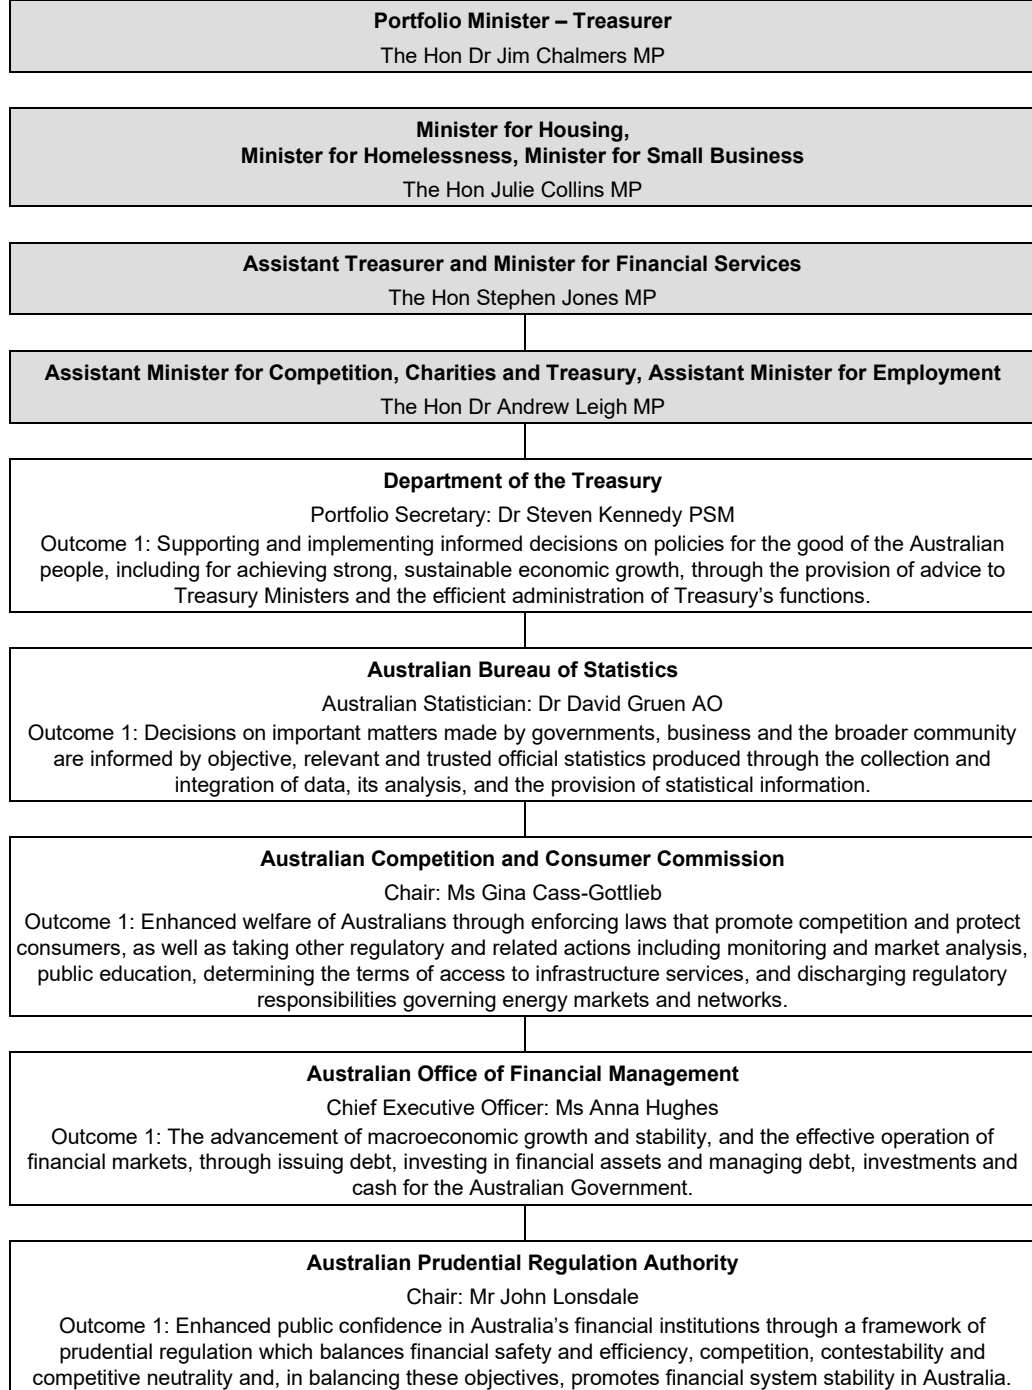 Portfolio Minister – Treasurer
The Hon Dr Jim Chalmers MP
Minister for Housing,
Minister for Homelessness, Minister for Small Business
The Hon Julie Collins MP
Assistant Treasurer and Minister for Financial Services
The Hon Stephen Jones MP
Assistant Minister for Competition, Charities and Treasury, Assistant Minister for Employment
The Hon Dr Andrew Leigh MP
Department of the Treasury
Portfolio Secretary: Dr Steven Kennedy PSM
Outcome 1: Supporting and implementing informed decisions on policies for the good of the Australian
people, including for achieving strong, sustainable economic growth, through the provision of advice to
Treasury Ministers and the efficient administration of Treasury’s functions.
Australian Bureau of Statistics
Australian Statistician: Dr David Gruen AO
Outcome 1: Decisions on important matters made by governments, business and the broader community
are informed by objective, relevant and trusted official statistics produced through the collection and
integration of data, its analysis, and the provision of statistical information.
Australian Competition and Consumer Commission
Chair: Ms Gina Cass-Gottlieb
Outcome 1: Enhanced welfare of Australians through enforcing laws that promote competition and protect
consumers, as well as taking other regulatory and related actions including monitoring and market analysis,
public education, determining the terms of access to infrastructure services, and discharging regulatory
responsibilities governing energy markets and networks.
Australian Office of Financial Management
Chief Executive Officer: Ms Anna Hughes
Outcome 1: The advancement of macroeconomic growth and stability, and the effective operation of
financial markets, through issuing debt, investing in financial assets and managing debt, investments and
cash for the Australian Government.
Australian Prudential Regulation Authority
Chair: Mr John Lonsdale
Outcome 1: Enhanced public confidence in Australia’s financial institutions through a framework of
prudential regulation which balances financial safety and efficiency, competition, contestability and
competitive neutrality and, in balancing these objectives, promotes financial system stability in Australia.